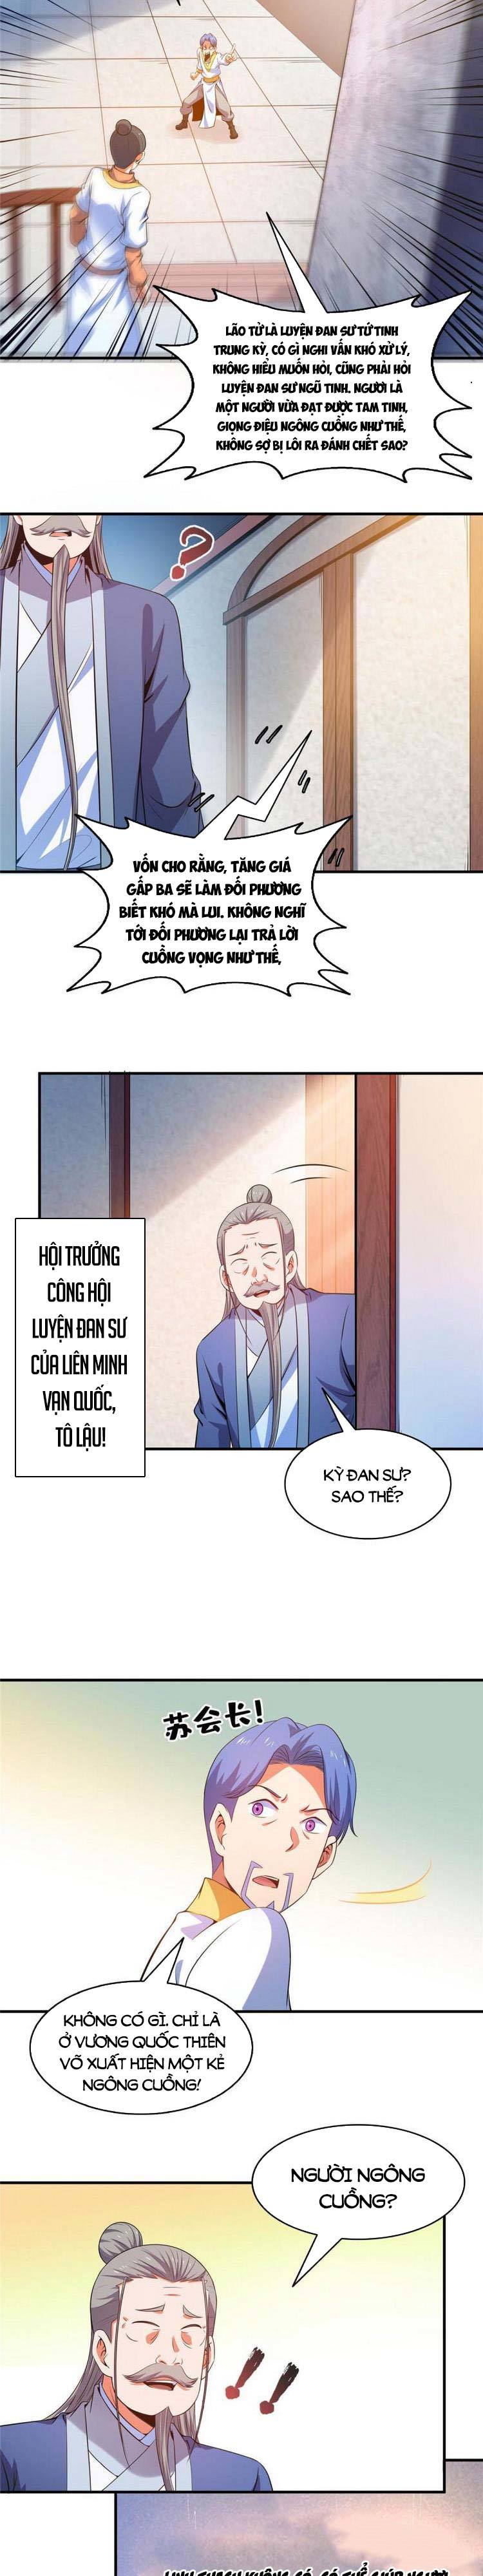 LÃO TỬ LÀ LUYỆN ĐAN SƯ TỨ TINH
TRUNG KỲ, CÓ GÌ NGHI VẤN KHÓ XỬ LÝ,
KHÔNG HIỂU MUỐN HỎI, CŨNG PHẢI HỎI
LUYỆN ĐAN SƯ NGŨ TINH. NGƯƠI LÀ
MỘT NGƯỜI VỪA ĐẠT ĐƯỢC TAM TINH,
GIỌNG ĐIỆU NGÔNG CUỒNG NHƯ THẾ,
KHÔNG SỢ BỊ LÔI RA ĐÁNH CHẾT SAO?
?
VỐN CHO RẰNG, TĂNG GIÁ
GẤP BA SẼ LÀM ĐỐI PHƯƠNG
BIẾT KHÓ MÀ LUI. KHÔNG NGHĨ
TỚI ĐỐI PHƯƠNG LẠI TRẢ LỜI
CUỒNG VỌNG NHƯ THẾ,
HỘI TRƯỞNG
CÔNG HỘI
LUYỆN ĐAN SƯ
CỦA LIÊN MINH
VẠN QUỐC,
TÔ LẬU!
KỲ ĐAN SƯ?
SAO THẾ?
苏会长!
KHÔNG CÓ GÌ. CHỈ LÀ
Ở VƯƠNG QUỐC THIÊN
VÕ XUẤT HIỆN MỘT KẺ
NGÔNG CUỒNG!
NGƯỜI NGÔNG
CUỒNG?
!!